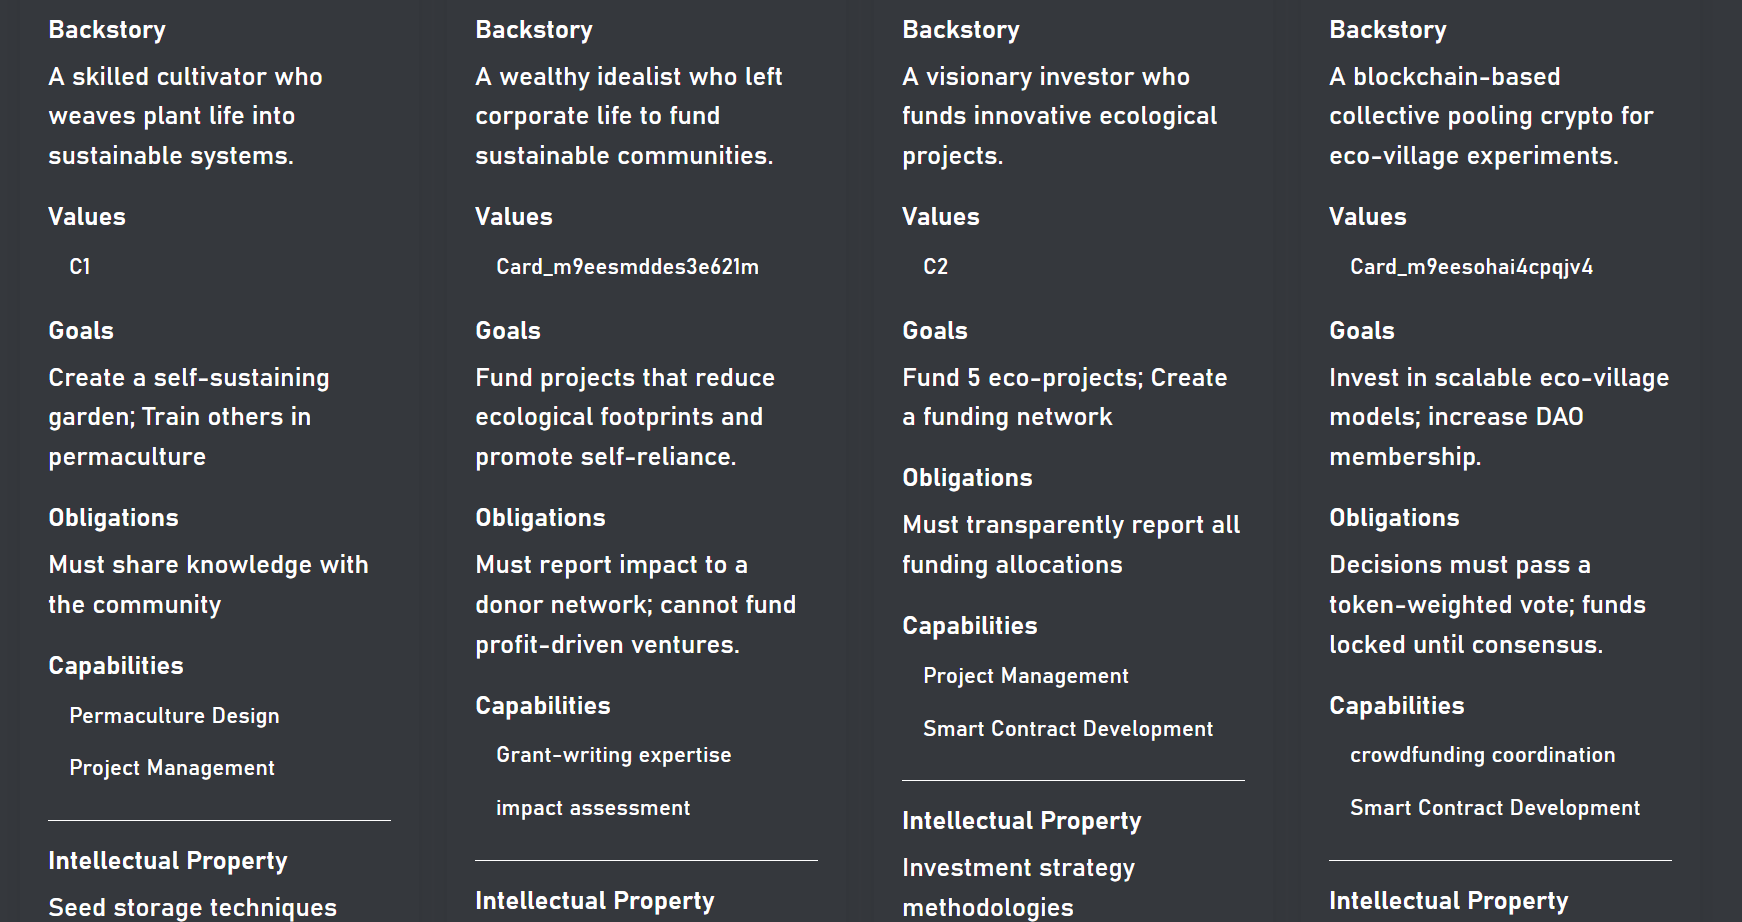 Backstory
A skilled cultivator who
weaves plant life into
sustainable systems.
Values
C1
Goals
Create a self-sustaining
garden; Train others in
permaculture
Obligations
Must share knowledge with
the community
Capabilities
Permaculture Design
Project Management
Intellectual Property
Seed storage techniques
Backstory
A wealthy idealist who left
corporate life to fund
sustainable communities.
Values
Card_m9eesmddes3e621m
Goals
Fund projects that reduce
ecological footprints and
promote self-reliance.
Obligations
Must report impact to a
donor network; cannot fund
profit-driven ventures.
Capabilities
Grant-writing expertise
impact assessment
Intellectual Property
Backstory
A visionary investor who
funds innovative ecological
projects.
Values
C2
Goals
Fund 5 eco-projects; Create
a funding network
Obligations
Must transparently report all
funding allocations
Capabilities
Project Management
Smart Contract Development
Intellectual Property
Investment strategy
methodologies
Backstory
A blockchain-based
collective pooling crypto for
eco-village experiments.
Values
Card_m9eesohai4cpqjv4
Goals
Invest in scalable eco-village
models; increase DAO
membership.
Obligations
Decisions must pass a
token-weighted vote; funds
locked until consensus.
Capabilities
crowdfunding coordination
Smart Contract Development
Intellectual Property